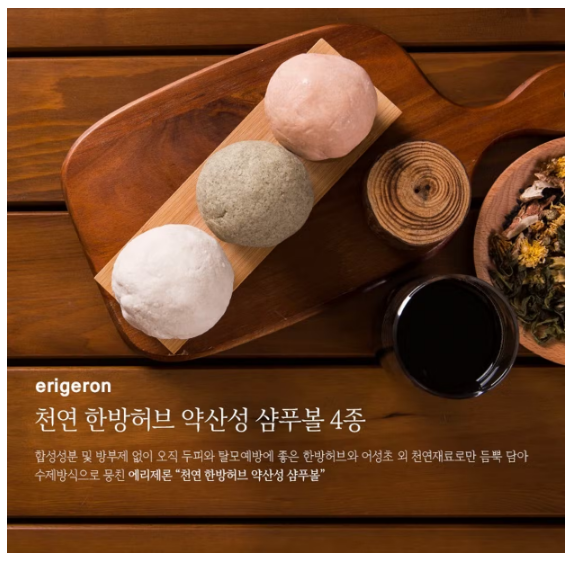 erigeron
천연 한방허브 약산성 샴푸볼 4종
합성성분 및 방부제 없이 오직 두피와 탈모예방에 좋은 한방허브와 어성초 외 천연재료로만 듬뿍 담아
수제방식으로 뭉친 에리제론 “천연 한방허브 약산성 샴푸볼”